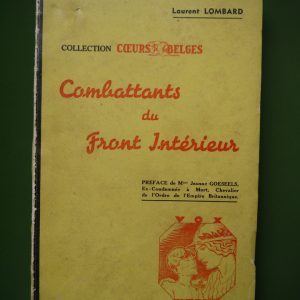 Laurent LOMBARD
COLLECTION CŒURS BELGES
Combattants
du
Front Intérieur
PRÉFACE de Mme Jeanne GOESEELS,
Ex-Condamnée à Mort, Chevalier
de l'Ordre de l'Empire Britannique.
VOX